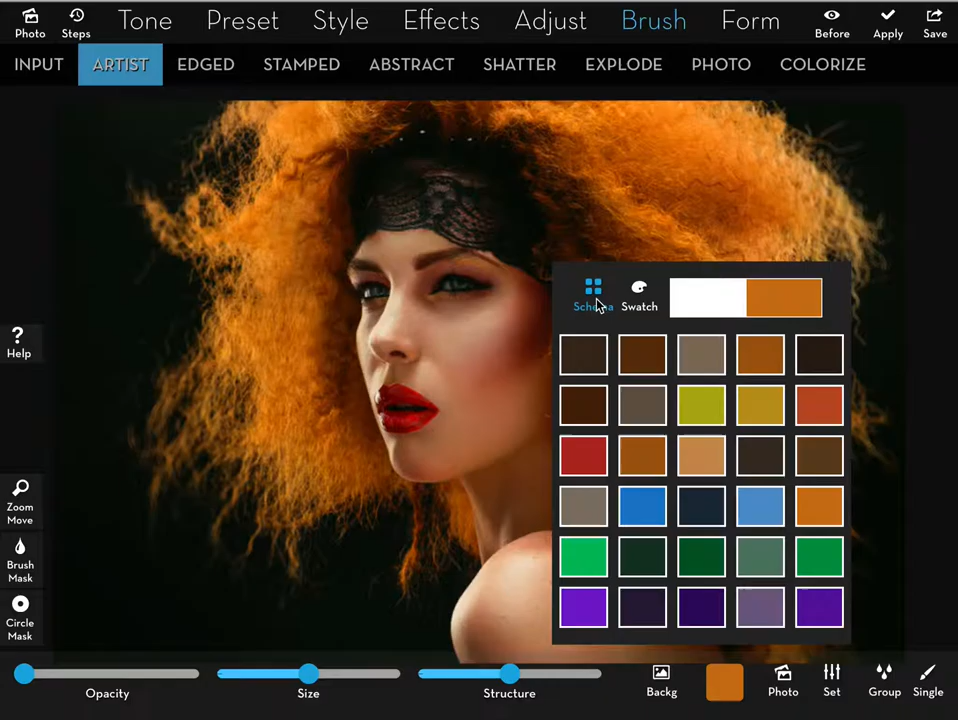 Photo Steps Tone Preset Style Effects Adjust Brush Form Before Apply Save
INPUT ARTIST EDGED STAMPED ABSTRACT SHATTER EXPLODE PHOTO COLORIZE
Swatch
? Help
Zoom
Move
Brush
Mask
Circle
Mask
Opacity Size Structure Backg Photo Set Group Single